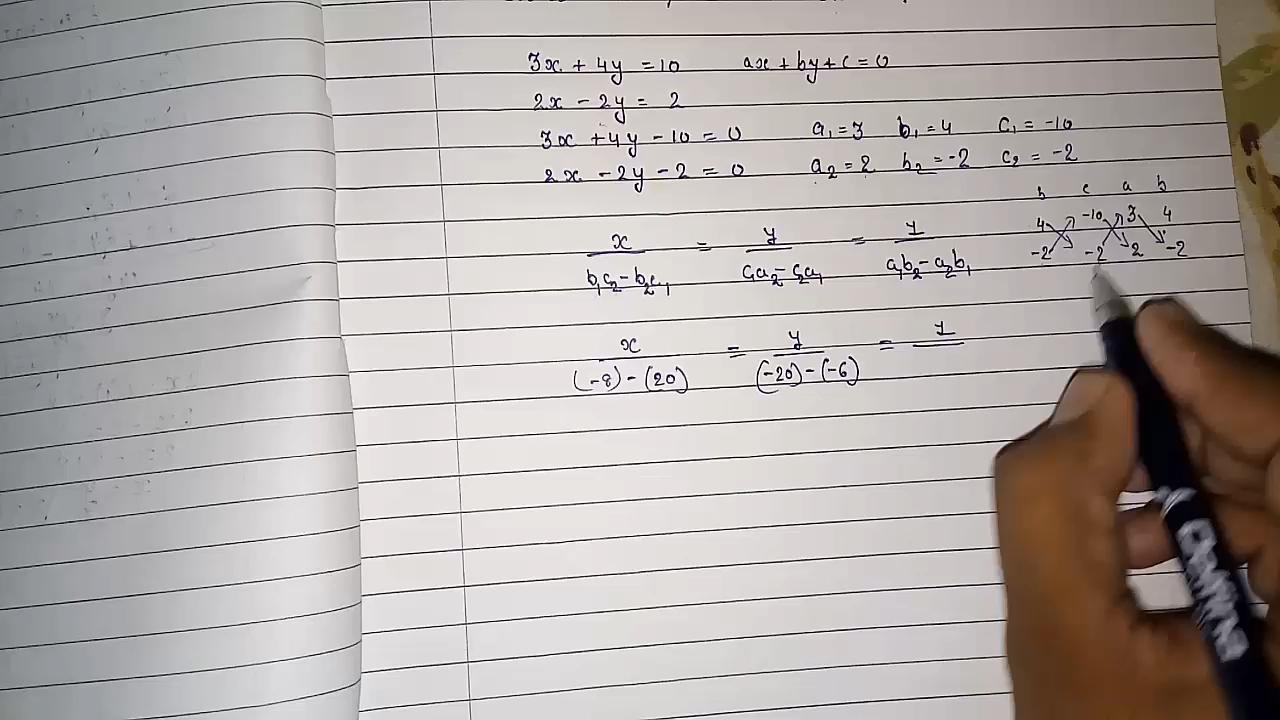 3x + 4y = 10 ax + by + c = 0
2x - 2y = 2
3x + 4y - 10 = 0 a₁ = 3 b₁ = 4 c₁ = -10
2x - 2y - 2 = 0 a₂ = 2 b₂ = -2 c₂ = -2
b c a b
4 -10 3 4
-2 -2 2 -2
x/(b₁c₂ - b₂c₁) = y/(c₁a₂ - c₂a₁) = 1/(a₁b₂ - a₂b₁)
x/((-8) - (20)) = y/((-20) - (-6)) = 1/